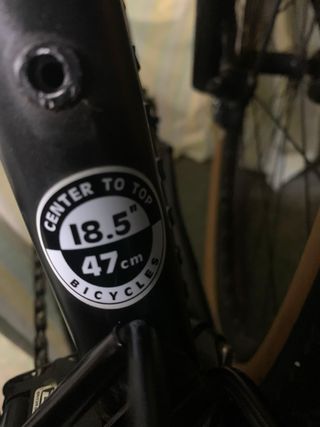 CENTER TO TOP
18.5"
47cm
BICYCLES